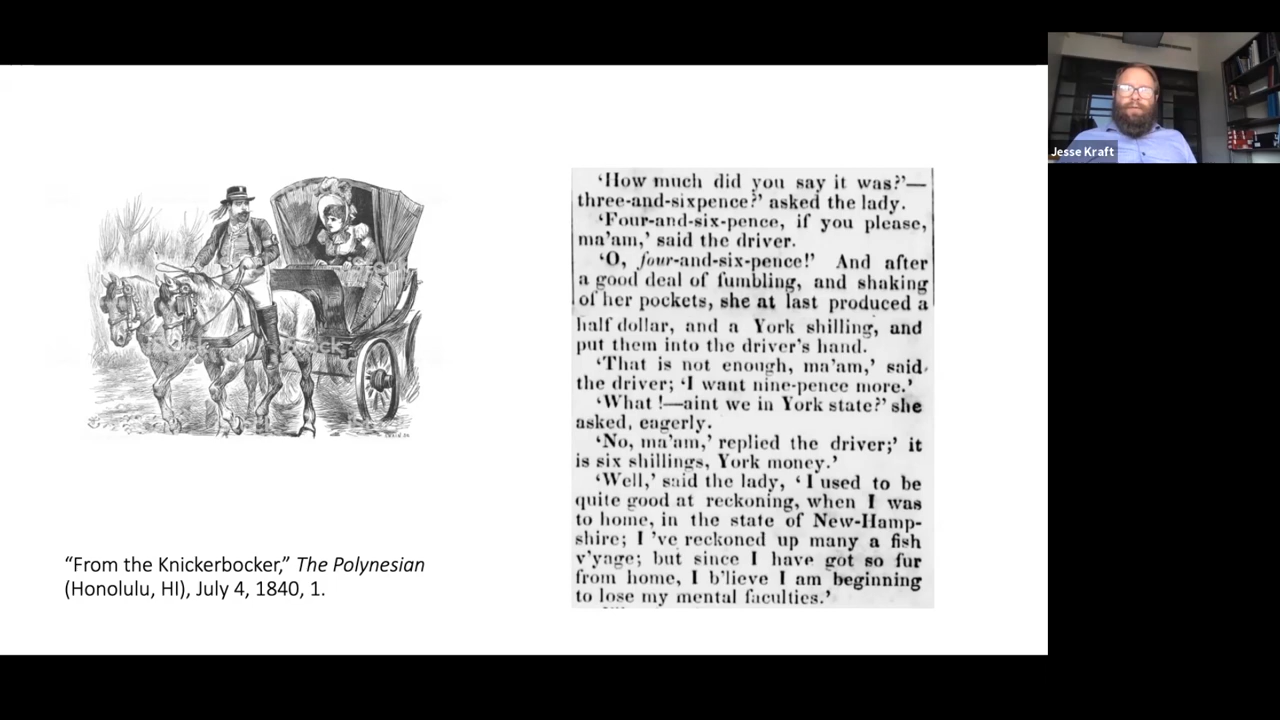 Jesse Kraft
‘How much did you say it was?’—
three-and-sixpence?’ asked the lady.
‘Four-and-six-pence, if you please,
ma’am,’ said the driver.
‘O, four-and-six-pence!’ And after
a good deal of fumbling, and shaking
of her pockets, she at last produced a
half dollar, and a York shilling, and
put them into the driver’s hand.
‘That is not enough, ma’am,’ said
the driver; ‘I want nine-pence more.’
‘What!—aint we in York state?’ she
asked, eagerly.
‘No, ma’am,’ replied the driver;’ it
is six shillings, York money.’
‘Well,’ said the lady, ‘I used to be
quite good at reckoning, when I was
to home, in the state of New-Hamp-
shire; I ’ve reckoned up many a fish
v’yage; but since I have got so fur
from home, I b’lieve I am beginning
to lose my mental faculties.’
“From the Knickerbocker,” The Polynesian
(Honolulu, HI), July 4, 1840, 1.